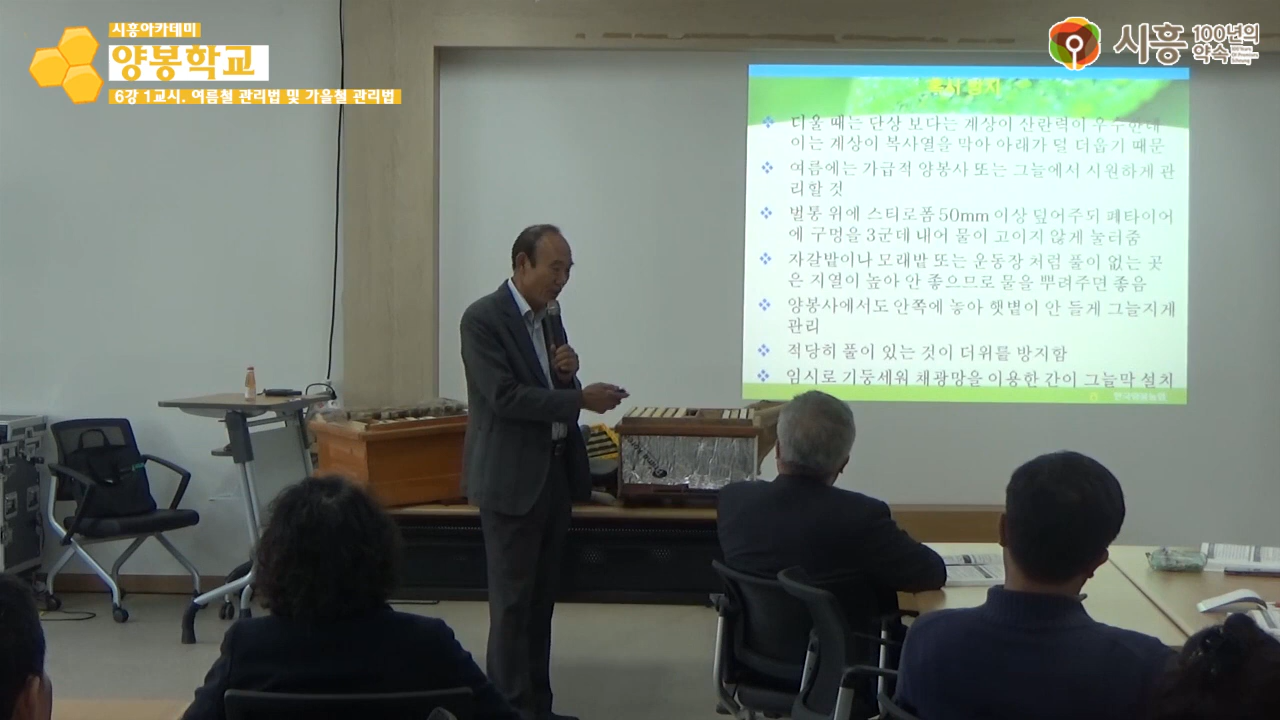 시흥아카데미
양봉학교
6강 1교시. 여름철 관리법 및 가을철 관리법
시흥 100년의 약속
더울 때는 단상 보다는 계상이 산란력이 우수한데
이는 계상이 복사열을 막아 아래가 덜 더웁기 때문
여름에는 가급적 양봉사 또는 그늘에서 시원하게 관
리할 것
벌통 위에 스티로폼 50mm 이상 덮어주되 폐타이어
에 구멍을 3군데 내어 물이 고이지 않게 눌러줌
자갈밭이나 모래밭 또는 운동장 처럼 풀이 없는 곳
은 지열이 높아 안 좋으므로 물을 뿌려주면 좋음
양봉사에서도 안쪽에 놓아 햇볕이 안 들게 그늘지게
관리
적당히 풀이 있는 것이 더위를 방지함
임시로 기둥세워 채광망을 이용한 간이 그늘막 설치